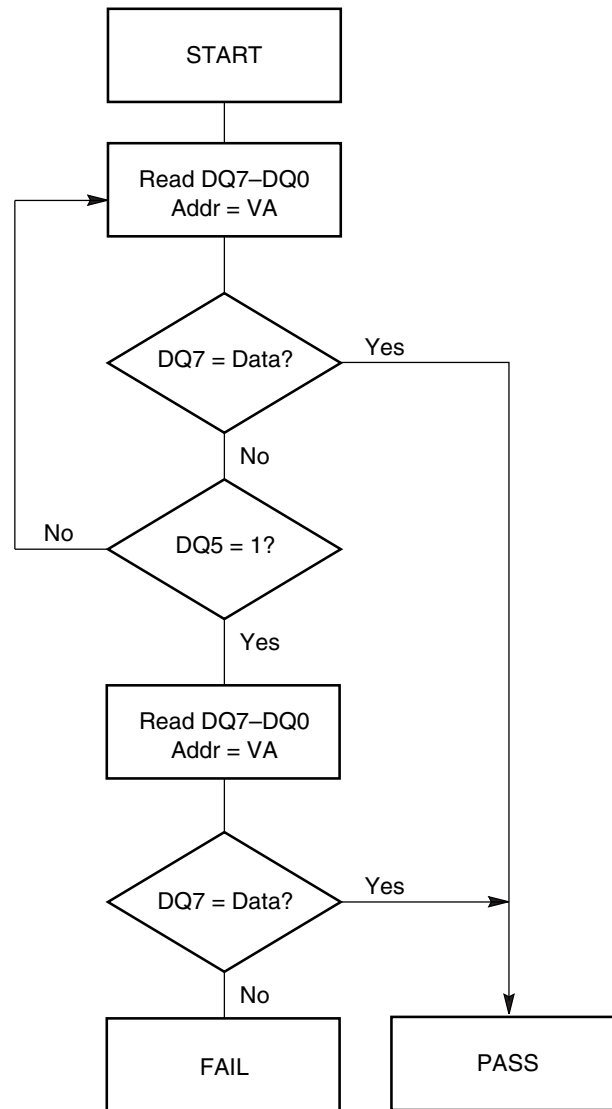 START
Read DQ7–DQ0
Addr = VA
DQ7 = Data?
Yes
No
No
DQ5 = 1?
Yes
Read DQ7–DQ0
Addr = VA
DQ7 = Data?
Yes
No
FAIL
PASS